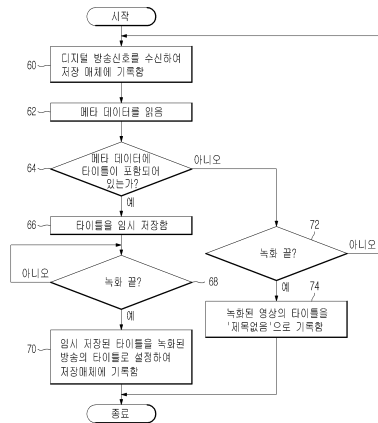 시작
60
디지털 방송신호를 수신하여
저장 매체에 기록함
62
메타 데이터를 읽음
64
메타 데이터에
타이틀이 포함되어
있는가?
아니오
예
66
타이틀을 임시 저장함
72
녹화 끝?
아니오
아니오
녹화 끝?
68
예
예
74
녹화된 영상의 타이틀을
'제목없음'으로 기록함
70
임시 저장된 타이틀을 녹화된
방송의 타이틀로 설정하여
저장매체에 기록함
종료